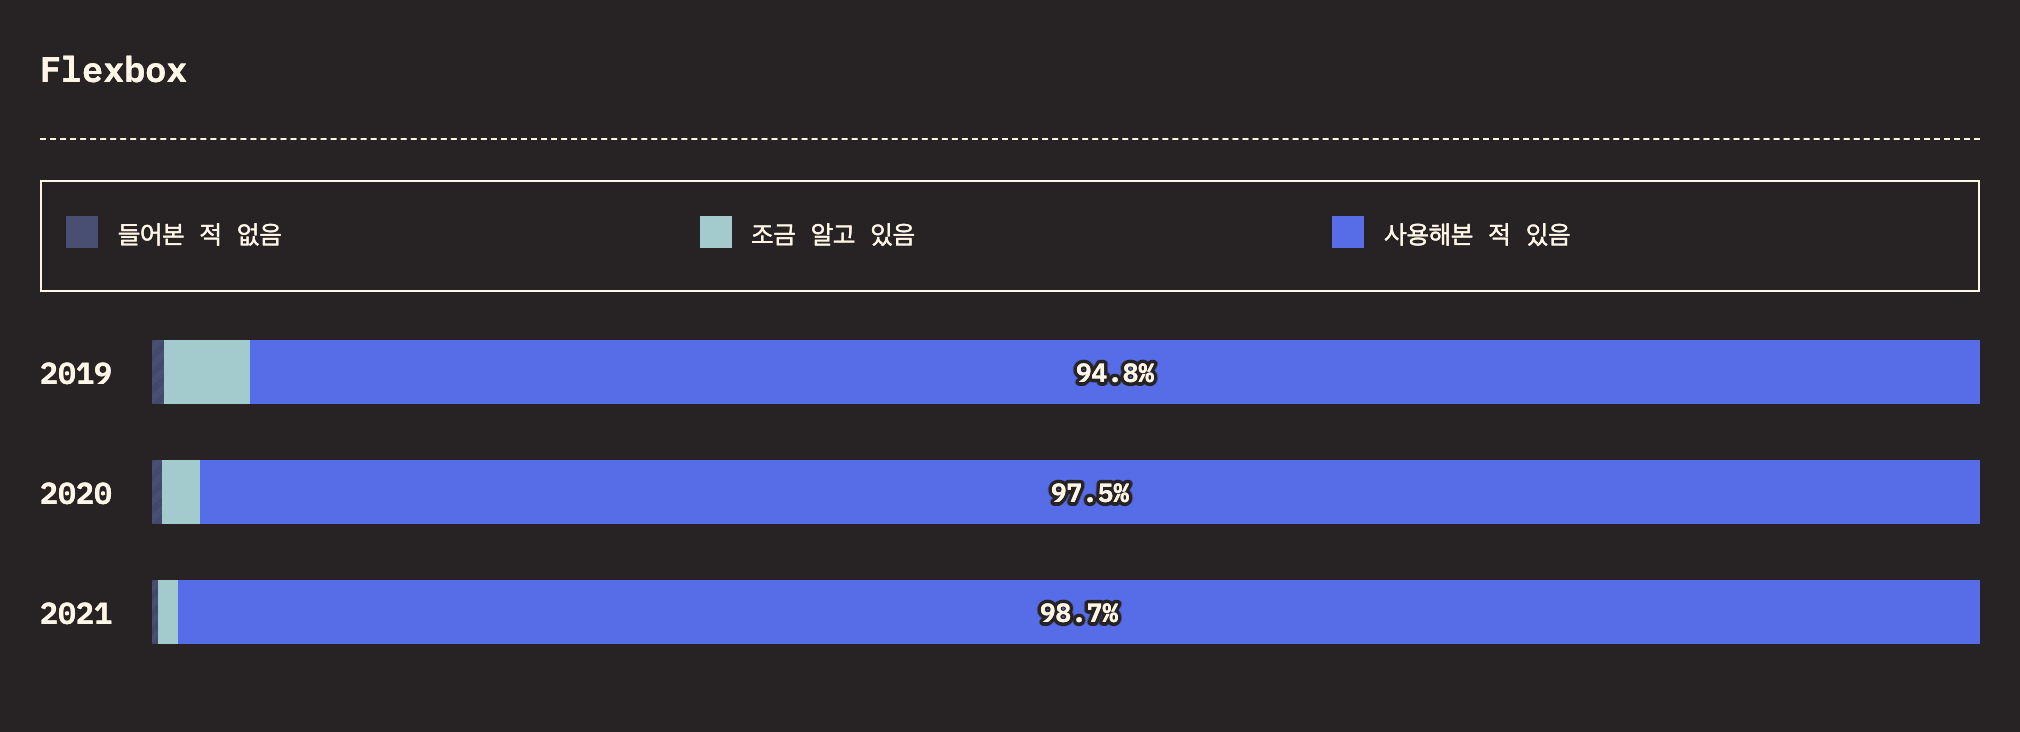 Flexbox
들어본 적 없음
조금 알고 있음
사용해본 적 있음
2019 94.8%
2020 97.5%
2021 98.7%